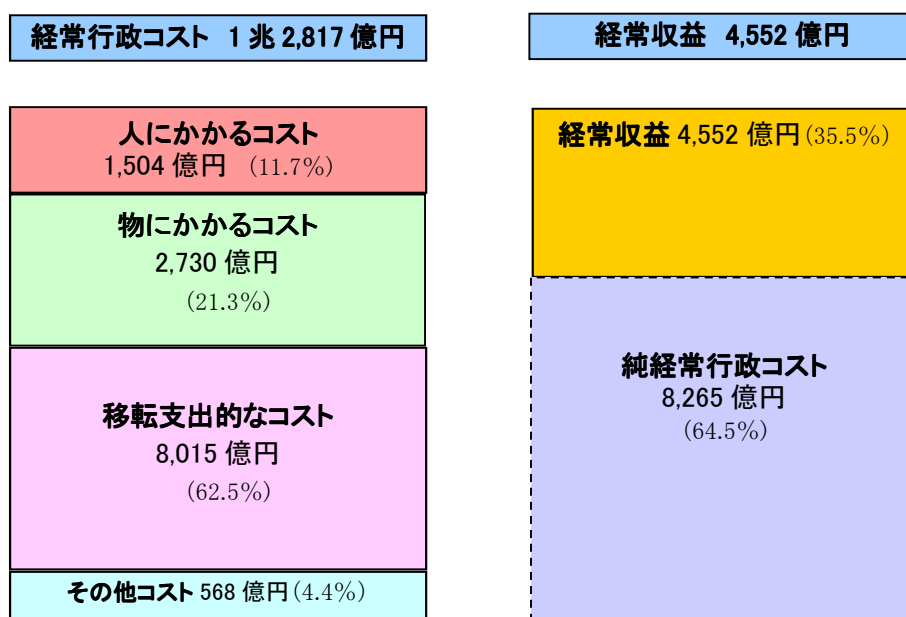 経常行政コスト 1 兆 2,817 億円
人にかかるコスト
1,504 億円 (11.7%)
物にかかるコスト
2,730 億円
(21.3%)
移転支出的なコスト
8,015 億円
(62.5%)
その他コスト 568 億円(4.4%)
経常収益 4,552 億円
経常収益 4,552 億円(35.5%)
純経常行政コスト
8,265 億円
(64.5%)